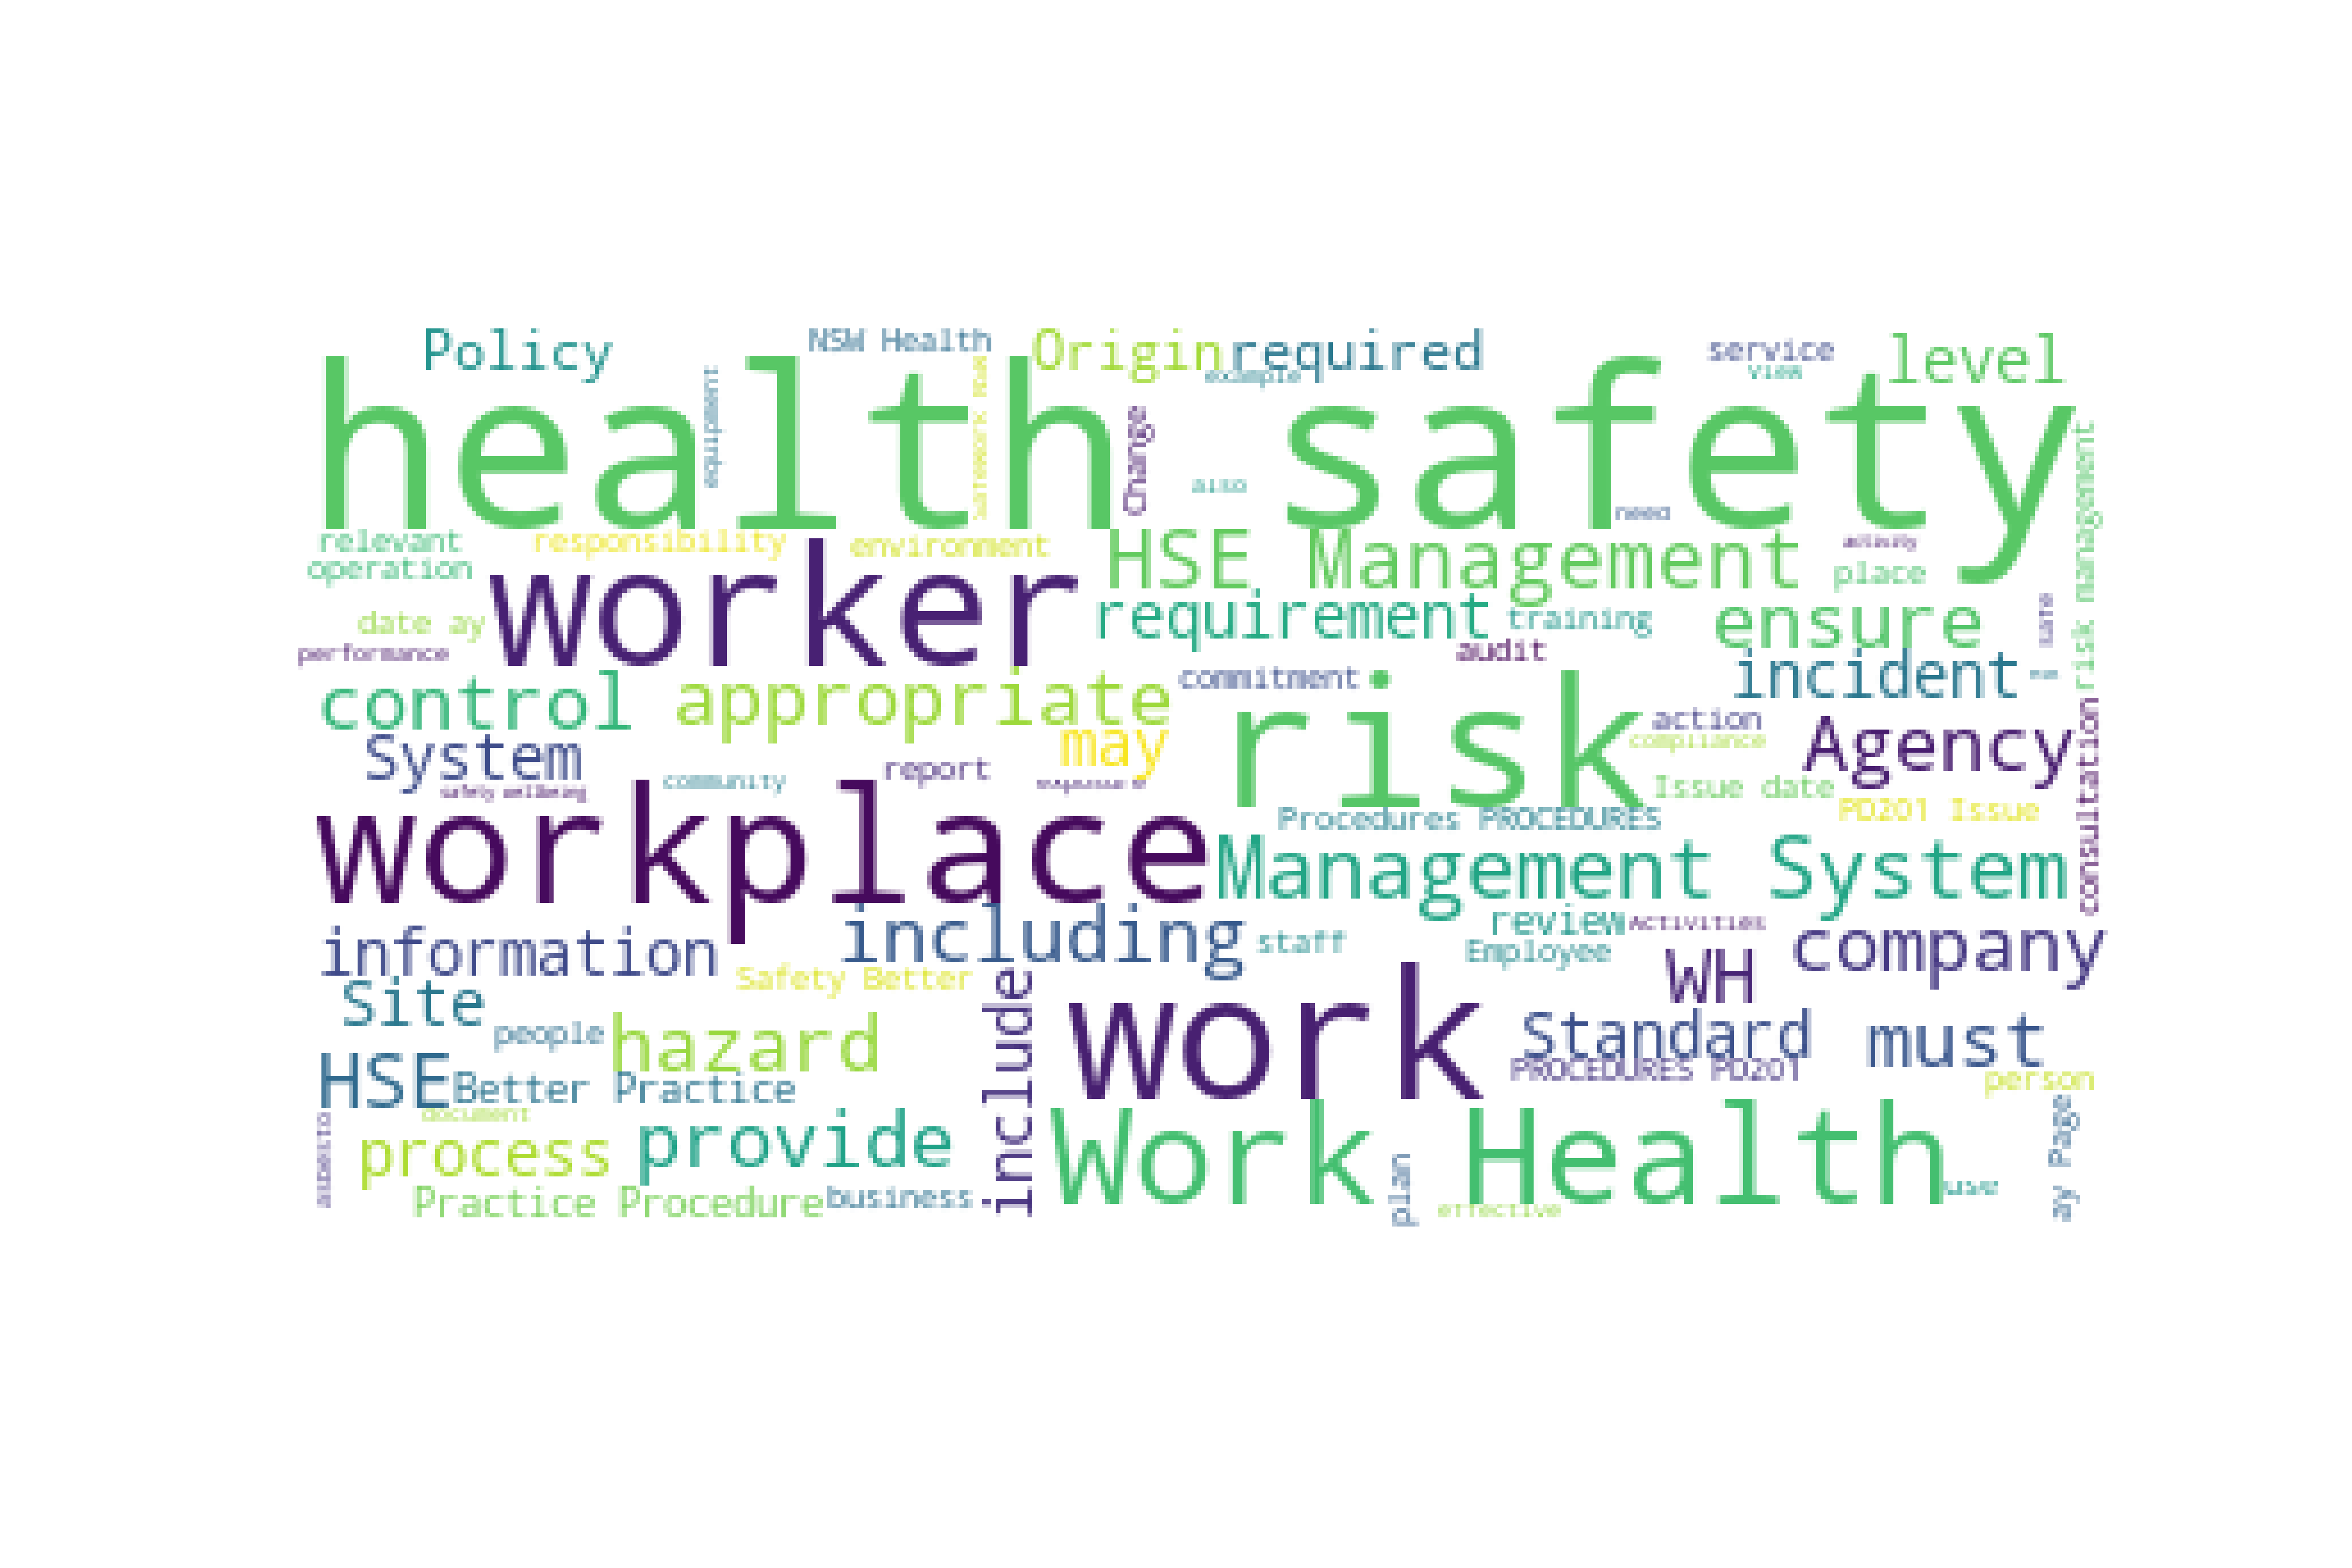 Policy
NSW Health
Origin
required
service
view
level
example
health safety
equipment
Change
also
need
risk management
relevant
responsibility
environment
HSE Management
activity
operation
worker
place
date ay
requirement
training
ensure
performance
audit
control
appropriate
commitment
incident
risk
action
System
may
compliance
Agency
community
report
Issue date
consultation
safety wellbeing
exposure
workplace
PD201 Issue
Procedures PROCEDURES
Management System
information
including
review
Activities
staff
Employee
company
Safety Better
WH
Site
include
work
people
hazard
Standard
must
HSE
Better Practice
PROCEDURES PD201
person
document
asbesto
process
provide
Work Health
ay Page
Practice Procedure
business
plan
effective
use